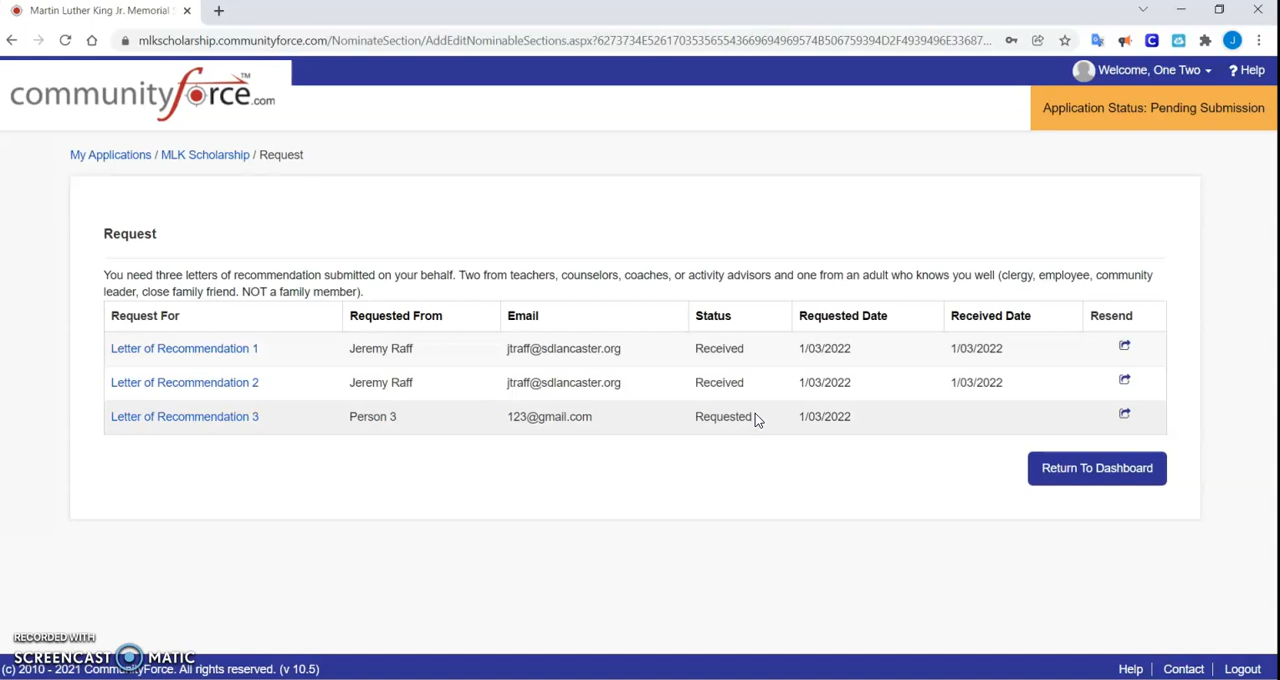 Martin Luther King Jr. Memorial
mlkscholarship.communityforce.com/NominateSection/AddEditNominableSections.aspx?6273734E526170353565543669694969574B506759394D2F4939496E33687...
Welcome, One Two
? Help
communityforce.com™
Application Status: Pending Submission
My Applications / MLK Scholarship / Request
Request
You need three letters of recommendation submitted on your behalf. Two from teachers, counselors, coaches, or activity advisors and one from an adult who knows you well (clergy, employee, community
leader, close family friend. NOT a family member).
Request For Requested From Email Status Requested Date Received Date Resend
Letter of Recommendation 1 Jeremy Raff jtraff@sdlancaster.org Received 1/03/2022 1/03/2022
Letter of Recommendation 2 Jeremy Raff jtraff@sdlancaster.org Received 1/03/2022 1/03/2022
Letter of Recommendation 3 Person 3 123@gmail.com Requested 1/03/2022
Return To Dashboard
RECORDED WITH
SCREENCAST MATIC
(c) 2010 - 2021 CommunityForce. All rights reserved. (v 10.5)
Help | Contact | Logout